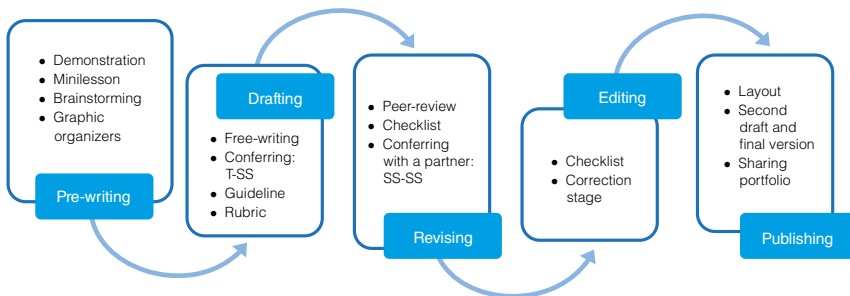 • Demonstration
• Minilesson
• Brainstorming
• Graphic
organizers
Pre-writing
Drafting
• Free-writing
• Conferring:
T-SS
• Guideline
• Rubric
• Peer-review
• Checklist
• Conferring
with a partner:
SS-SS
Revising
Editing
• Checklist
• Correction
stage
• Layout
• Second
draft and
final version
• Sharing
portfolio
Publishing